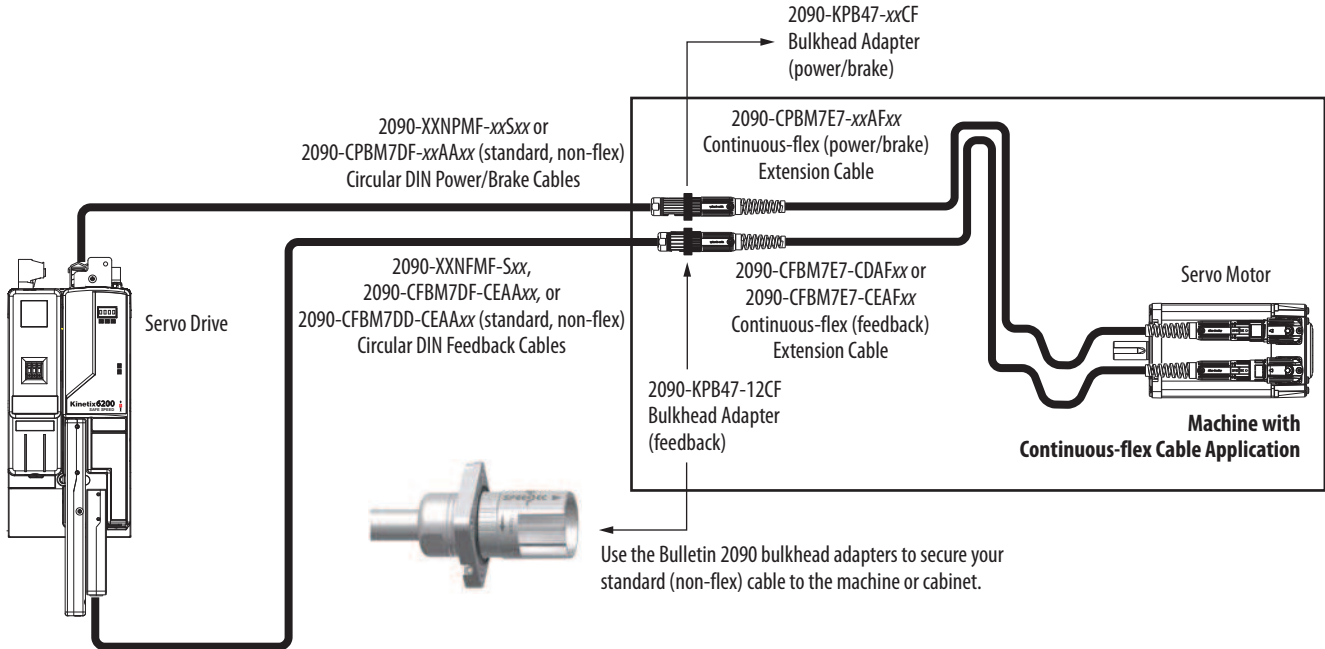 2090-KPB47-xxCF
Bulkhead Adapter
(power/brake)
2090-XXNPMF-xxSxx or
2090-CPBM7DF-xxAAxx (standard, non-flex)
Circular DIN Power/Brake Cables
2090-CPBM7E7-xxAFxx
Continuous-flex (power/brake)
Extension Cable
2090-XXNFMF-Sxx,
2090-CFBM7DF-CEAAxx, or
2090-CFBM7DD-CEAAxx (standard, non-flex)
Circular DIN Feedback Cables
2090-CFBM7E7-CDAFxx or
2090-CFBM7E7-CEAFxx
Continuous-flex (feedback)
Extension Cable
Servo Motor
Servo Drive
Kinetix6200
SAFE SPEED
2090-KPB47-12CF
Bulkhead Adapter
(feedback)
Machine with
Continuous-flex Cable Application
Use the Bulletin 2090 bulkhead adapters to secure your
standard (non-flex) cable to the machine or cabinet.